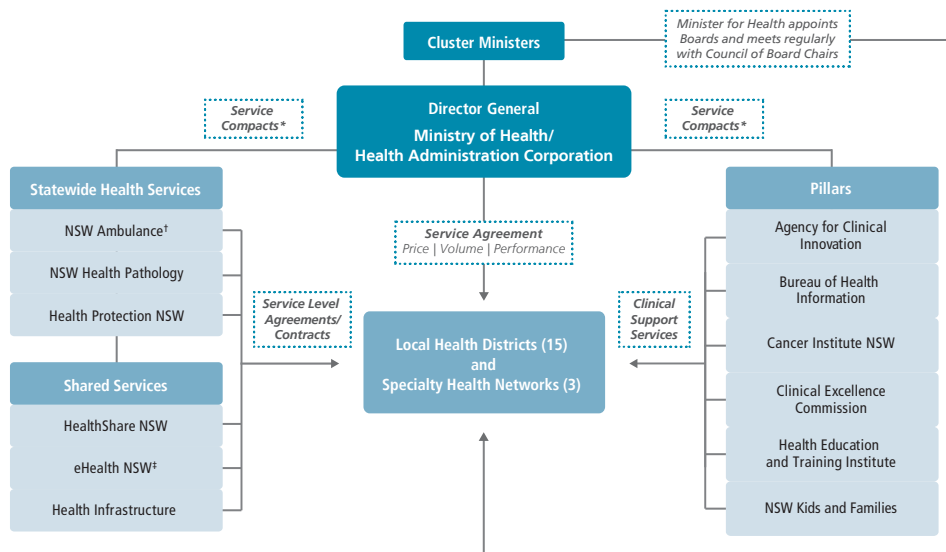 Cluster Ministers
Minister for Health appoints
Boards and meets regularly
with Council of Board Chairs
Director General
Ministry of Health/
Health Administration Corporation
Service
Compacts*
Service
Compacts*
Statewide Health Services
NSW Ambulance†
NSW Health Pathology
Health Protection NSW
Shared Services
HealthShare NSW
eHealth NSW‡
Health Infrastructure
Service Level
Agreements/
Contracts
Service Agreement
Price | Volume | Performance
Local Health Districts (15)
and
Specialty Health Networks (3)
Clinical
Support
Services
Pillars
Agency for Clinical
Innovation
Bureau of Health
Information
Cancer Institute NSW
Clinical Excellence
Commission
Health Education
and Training Institute
NSW Kids and Families